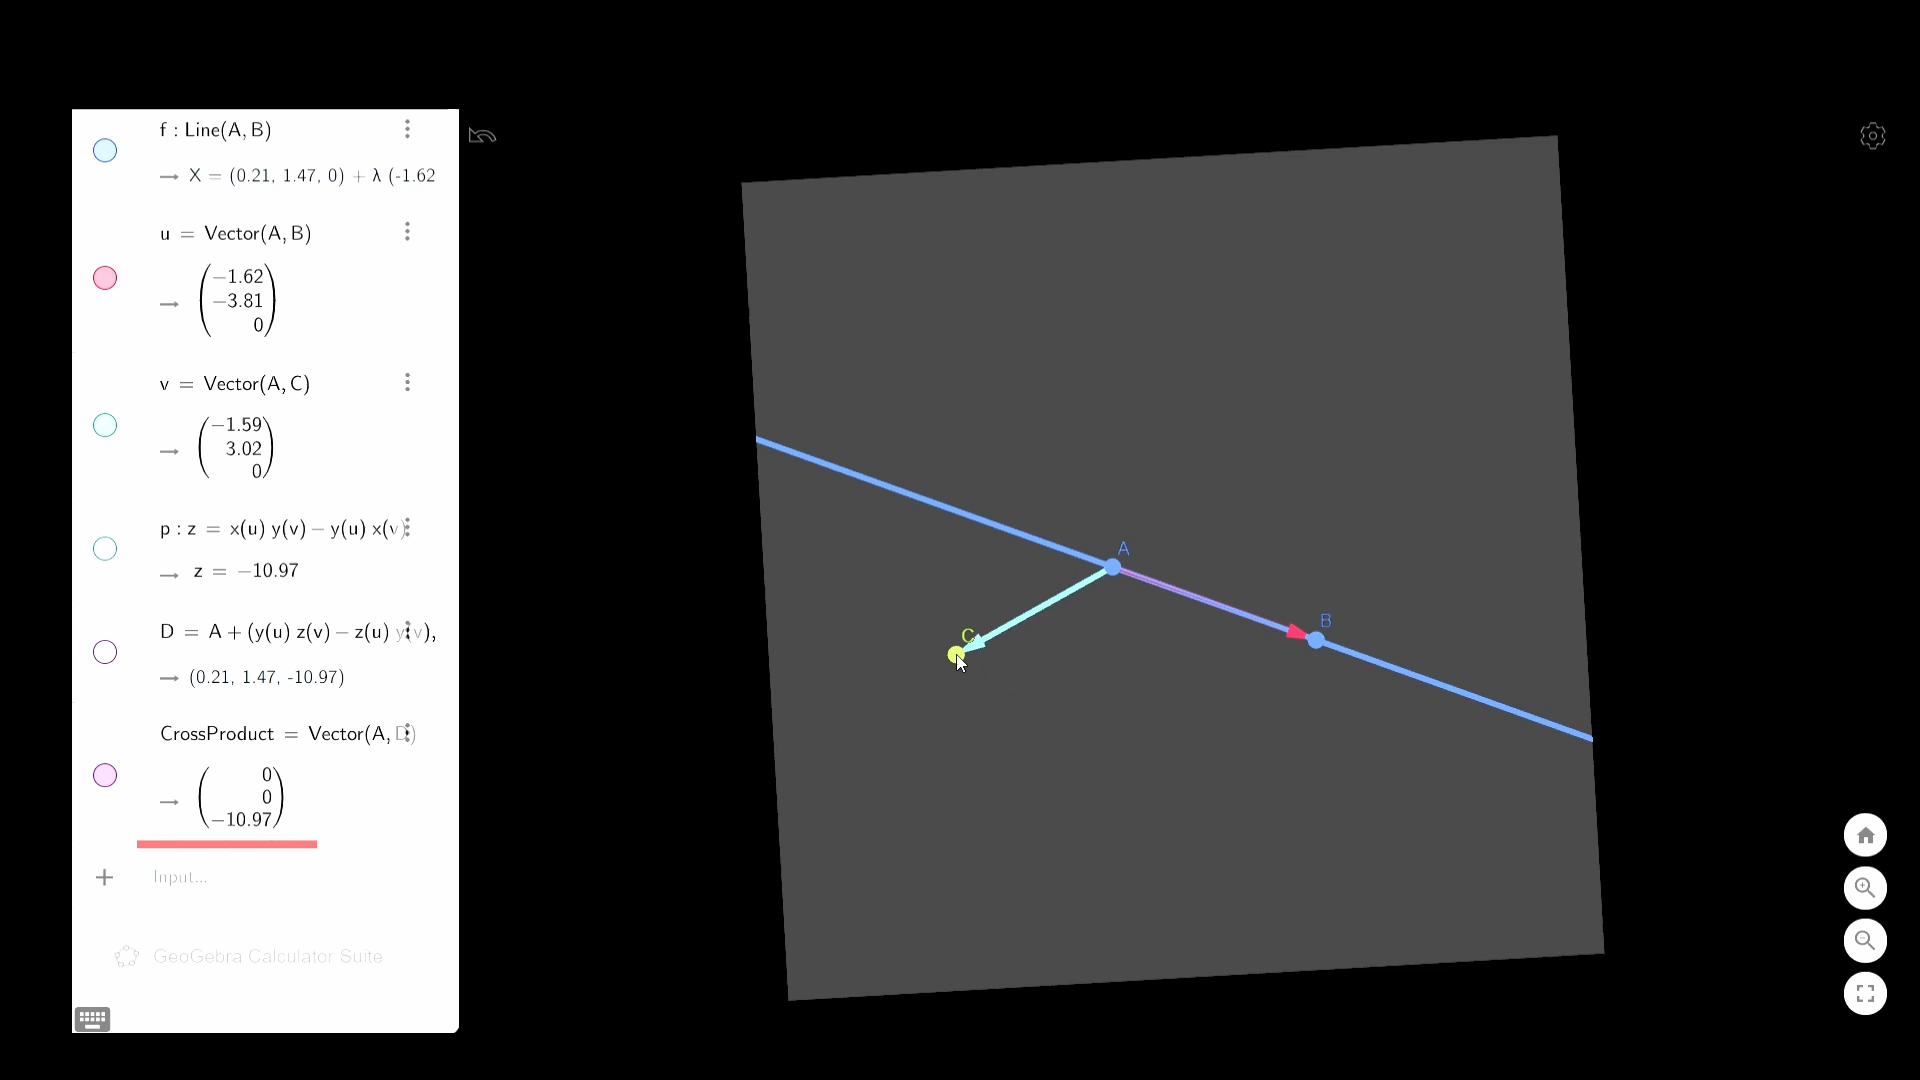 f : Line(A, B)
→ X = (0.21, 1.47, 0) + λ (-1.62
u = Vector(A, B)
−1.62
→ −3.81
0
v = Vector(A, C)
−1.59
→ 3.02
0
p : z = x(u) y(v) − y(u) x(v)
→ z = −10.97
D = A + (y(u) z(v) − z(u) y(v),
→ (0.21, 1.47, -10.97)
CrossProduct = Vector(A, D)
0
→ 0
−10.97
+ Input...
GeoGebra Calculator Suite
A
B
C